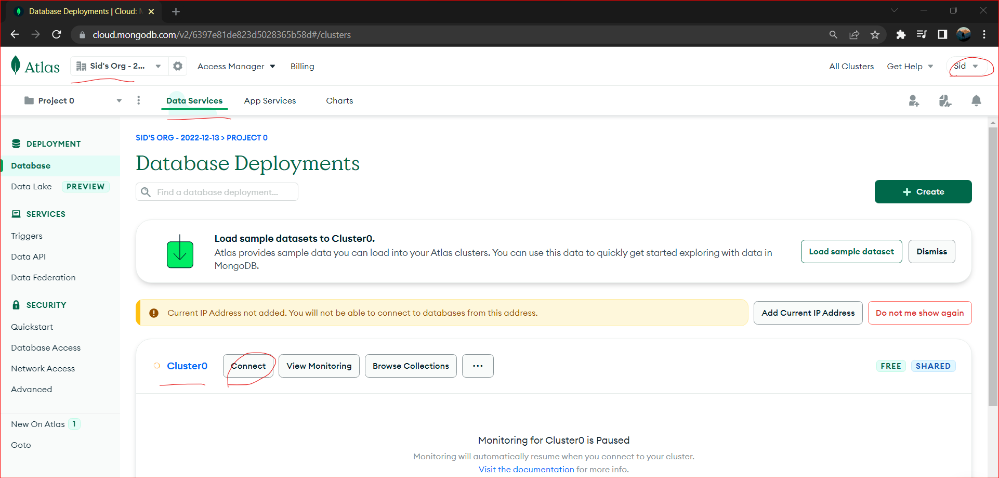 Database Deployments | Cloud: M
cloud.mongodb.com/v2/6397e81de823d5028365b58d#/clusters
Atlas
Sid's Org - 2...
Access Manager
Billing
All Clusters
Get Help
Sid
Project 0
Data Services
App Services
Charts
DEPLOYMENT
Database
Data Lake PREVIEW
SERVICES
Triggers
Data API
Data Federation
SECURITY
Quickstart
Database Access
Network Access
Advanced
New On Atlas 1
Goto
SID'S ORG - 2022-12-13 > PROJECT 0
Database Deployments
Find a database deployment...
+ Create
Load sample datasets to Cluster0.
Atlas provides sample data you can load into your Atlas clusters. You can use this data to quickly get started exploring with data in
MongoDB.
Load sample dataset
Dismiss
Current IP Address not added. You will not be able to connect to databases from this address.
Add Current IP Address
Do not me show again
Cluster0
Connect
View Monitoring
Browse Collections
...
FREE
SHARED
Monitoring for Cluster0 is Paused
Monitoring will automatically resume when you connect to your cluster.
Visit the documentation for more info.